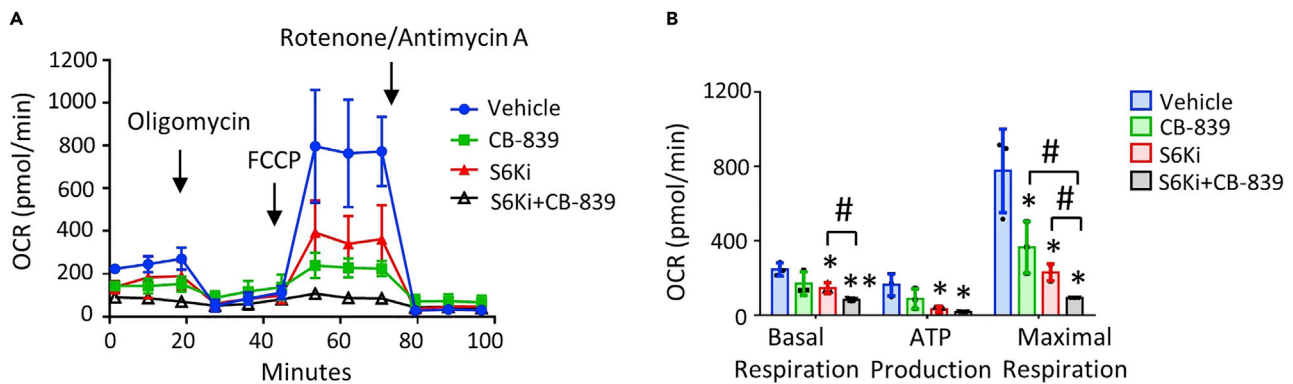 A
Rotenone/Antimycin A
1200
1000
800
600
400
200
0
OCR (pmol/min)
Oligomycin
FCCP
Vehicle
CB-839
S6Ki
S6Ki+CB-839
0 20 40 60 80 100
Minutes
B
1200
800
400
0
OCR (pmol/min)
Vehicle
CB-839
S6Ki
S6Ki+CB-839
#
#
#
*
*
*
* *
*
* *
Basal Respiration
ATP Production
Maximal Respiration